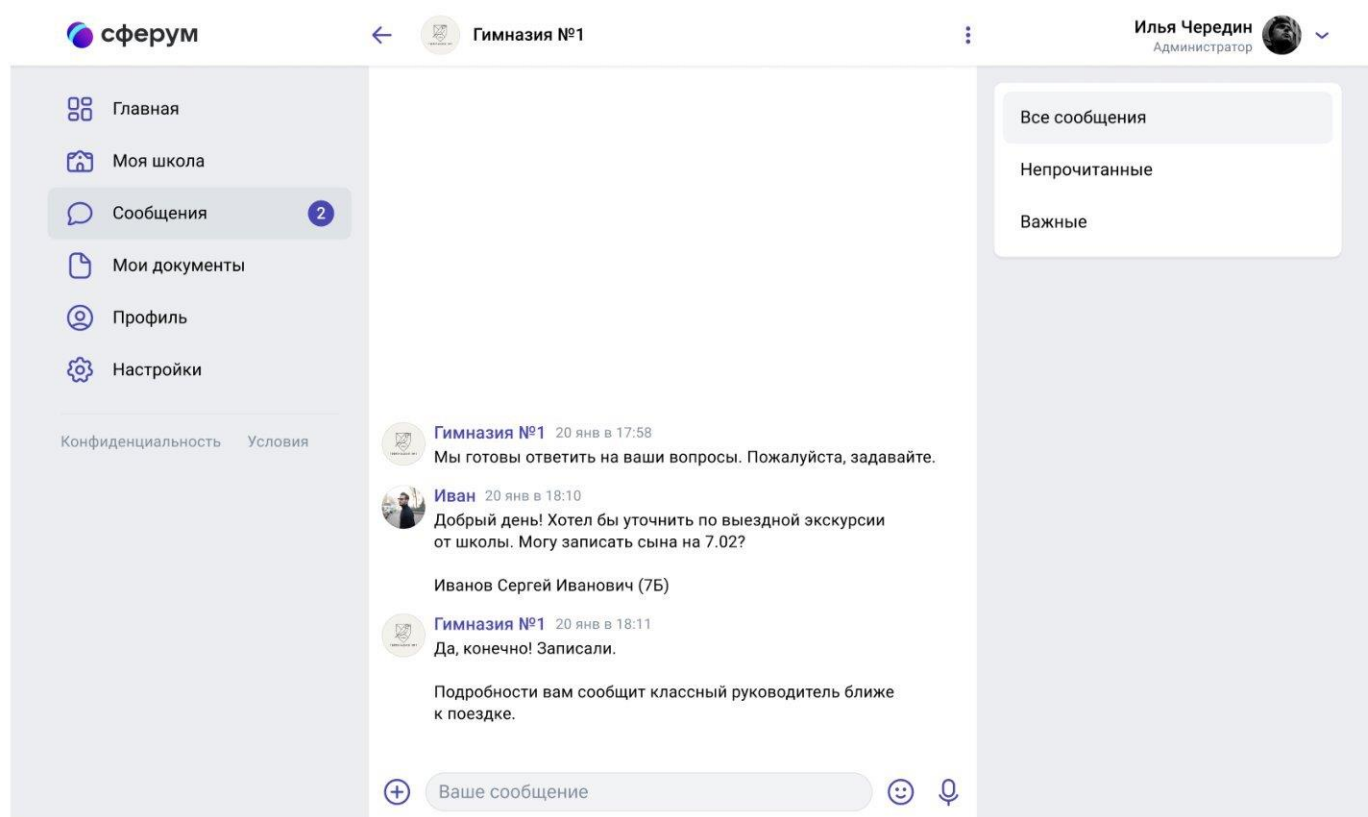 сферум
Гимназия №1
Илья Чередин
Администратор
Главная
Моя школа
Сообщения
2
Мои документы
Профиль
Настройки
Конфиденциальность Условия
Гимназия №1 20 янв в 17:58
Мы готовы ответить на ваши вопросы. Пожалуйста, задавайте.
Иван 20 янв в 18:10
Добрый день! Хотел бы уточнить по выездной экскурсии
от школы. Могу записать сына на 7.02?
Иванов Сергей Иванович (7Б)
Гимназия №1 20 янв в 18:11
Да, конечно! Записали.
Подробности вам сообщит классный руководитель ближе
к поездке.
Ваше сообщение
Все сообщения
Непрочитанные
Важные